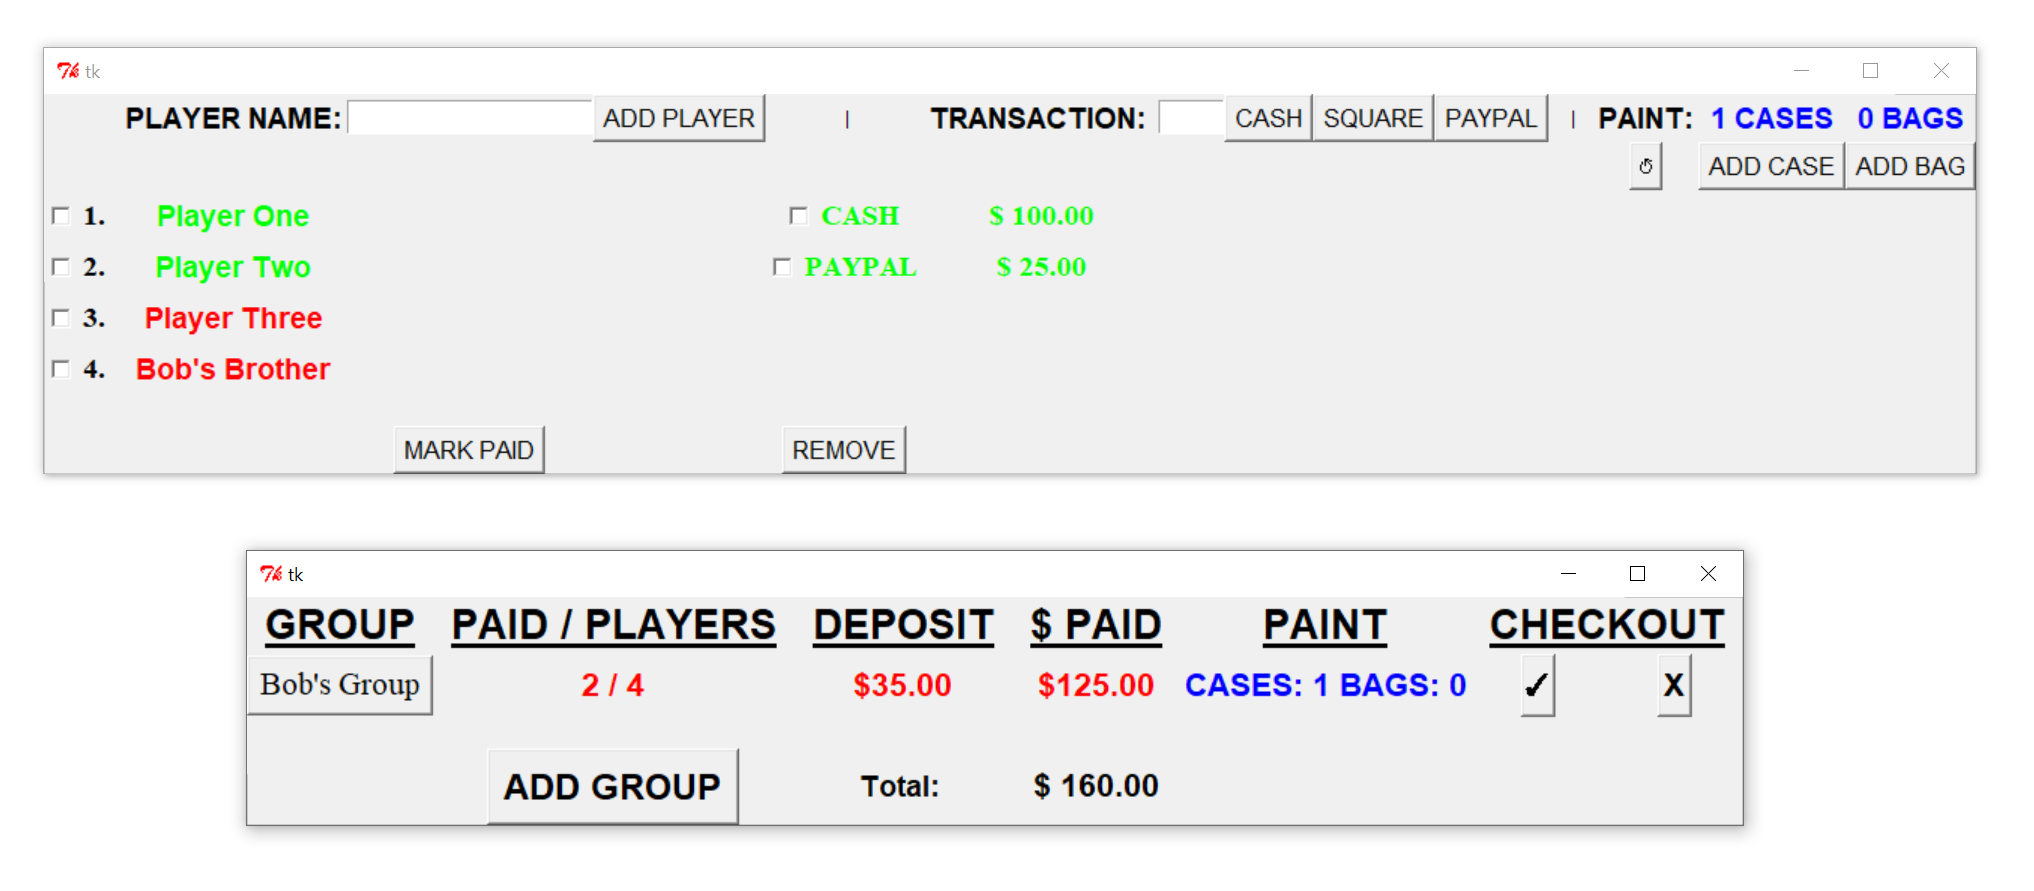 tk
PLAYER NAME: ADD PLAYER | TRANSACTION: CASH SQUARE PAYPAL | PAINT: 1 CASES 0 BAGS
ADD CASE ADD BAG
1. Player One CASH $ 100.00
2. Player Two PAYPAL $ 25.00
3. Player Three
4. Bob's Brother
MARK PAID REMOVE
tk
GROUP PAID / PLAYERS DEPOSIT $ PAID PAINT CHECKOUT
Bob's Group 2 / 4 $35.00 $125.00 CASES: 1 BAGS: 0 ✓ X
ADD GROUP Total: $ 160.00